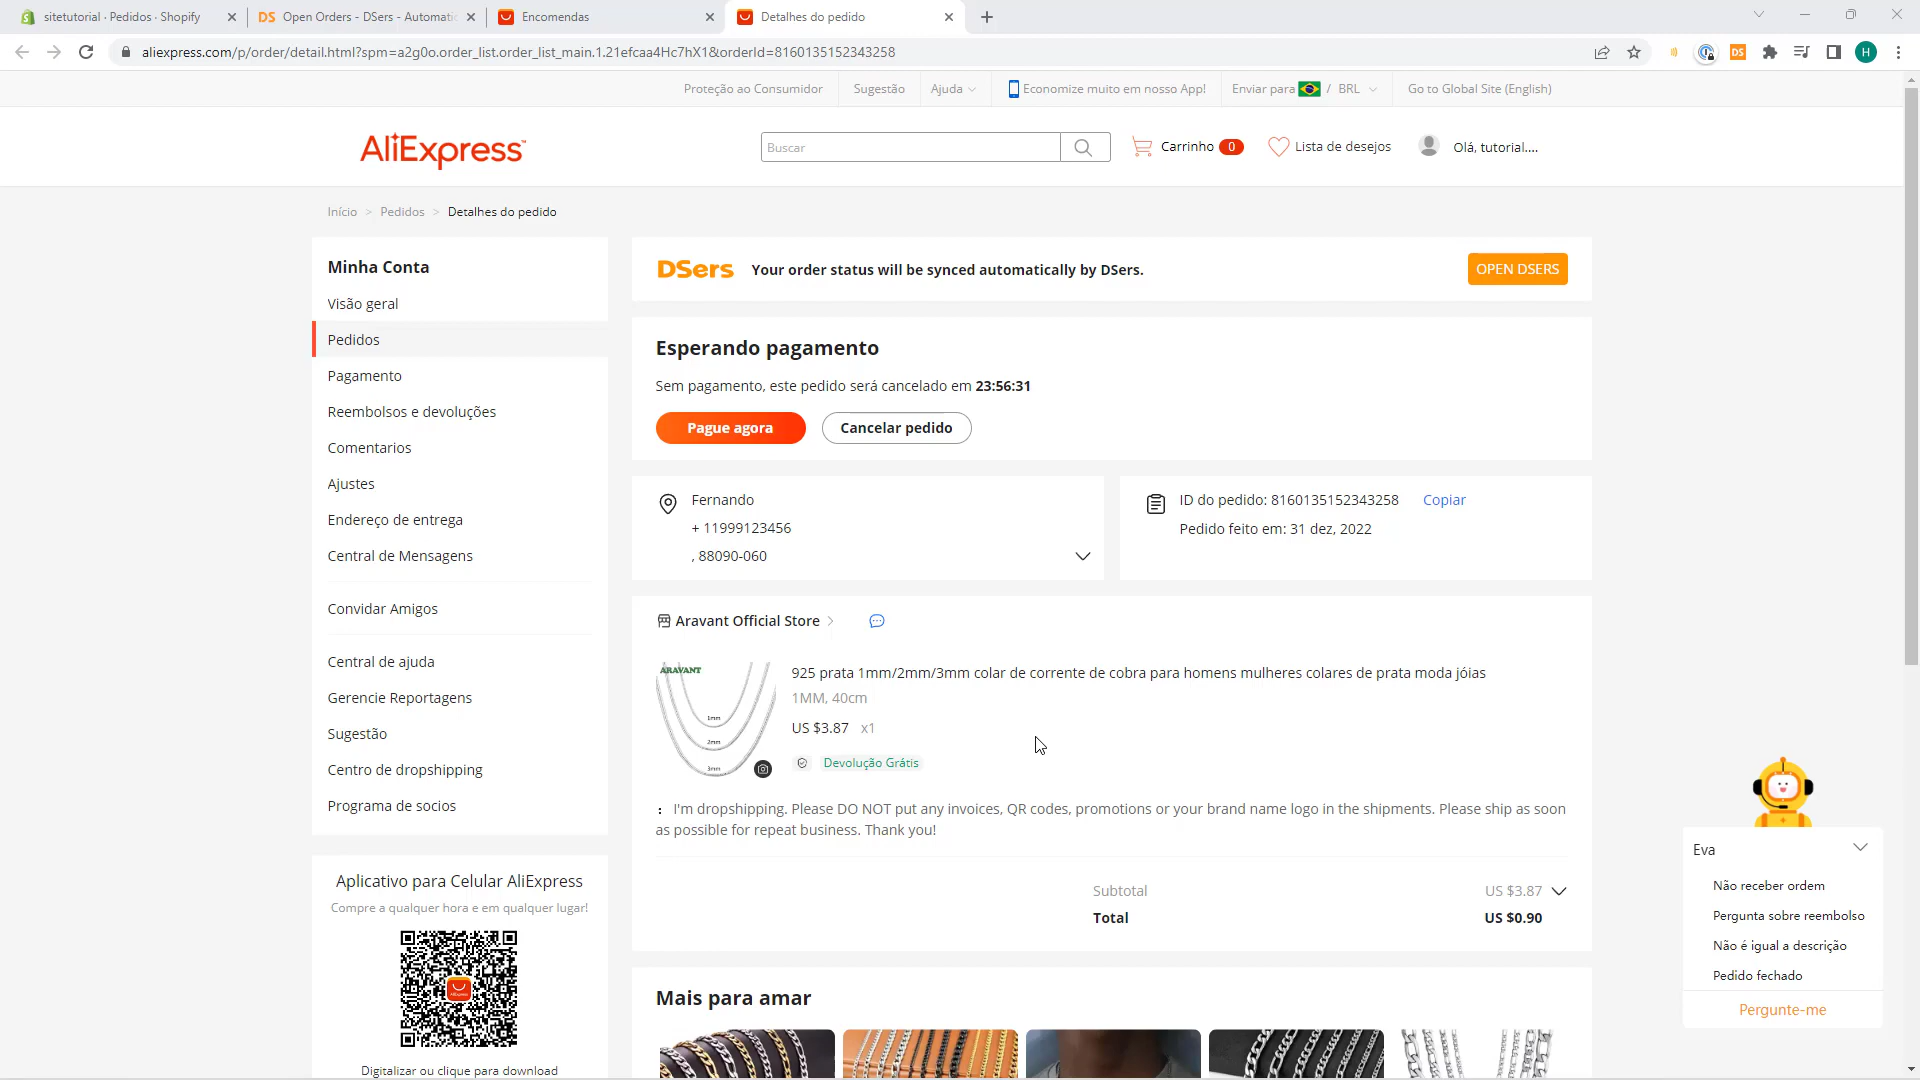 sitetutorial · Pedidos · Shopify
DS Open Orders - DSers - Automatic
Encomendas
Detalhes do pedido
aliexpress.com/p/order/detail.html?spm=a2g0o.order_list.order_list_main.1.21efcaa4Hc7hX1&orderId=8160135152343258
DS
H
Proteção ao Consumidor
Sugestão
Ajuda
Economize muito em nosso App!
Enviar para / BRL
Go to Global Site (English)
AliExpress™
Buscar
Carrinho 0
Lista de desejos
Olá, tutorial....
Início > Pedidos > Detalhes do pedido
Minha Conta
Visão geral
Pedidos
Pagamento
Reembolsos e devoluções
Comentarios
Ajustes
Endereço de entrega
Central de Mensagens
Convidar Amigos
Central de ajuda
Gerencie Reportagens
Sugestão
Centro de dropshipping
Programa de socios
Aplicativo para Celular AliExpress
Compre a qualquer hora e em qualquer lugar!
AliExpress
Digitalizar ou clique para download
DSers Your order status will be synced automatically by DSers.
OPEN DSERS
Esperando pagamento
Sem pagamento, este pedido será cancelado em 23:56:31
Pague agora
Cancelar pedido
Fernando
+ 11999123456
, 88090-060
ID do pedido: 8160135152343258 Copiar
Pedido feito em: 31 dez, 2022
Aravant Official Store
ARAVANT
1mm
2mm
3mm
925 prata 1mm/2mm/3mm colar de corrente de cobra para homens mulheres colares de prata moda jóias
1MM, 40cm
US $3.87 x1
Devolução Grátis
: I'm dropshipping. Please DO NOT put any invoices, QR codes, promotions or your brand name logo in the shipments. Please ship as soon
as possible for repeat business. Thank you!
Subtotal US $3.87
Total US $0.90
Mais para amar
Eva
Não receber ordem
Pergunta sobre reembolso
Não é igual a descrição
Pedido fechado
Pergunte-me